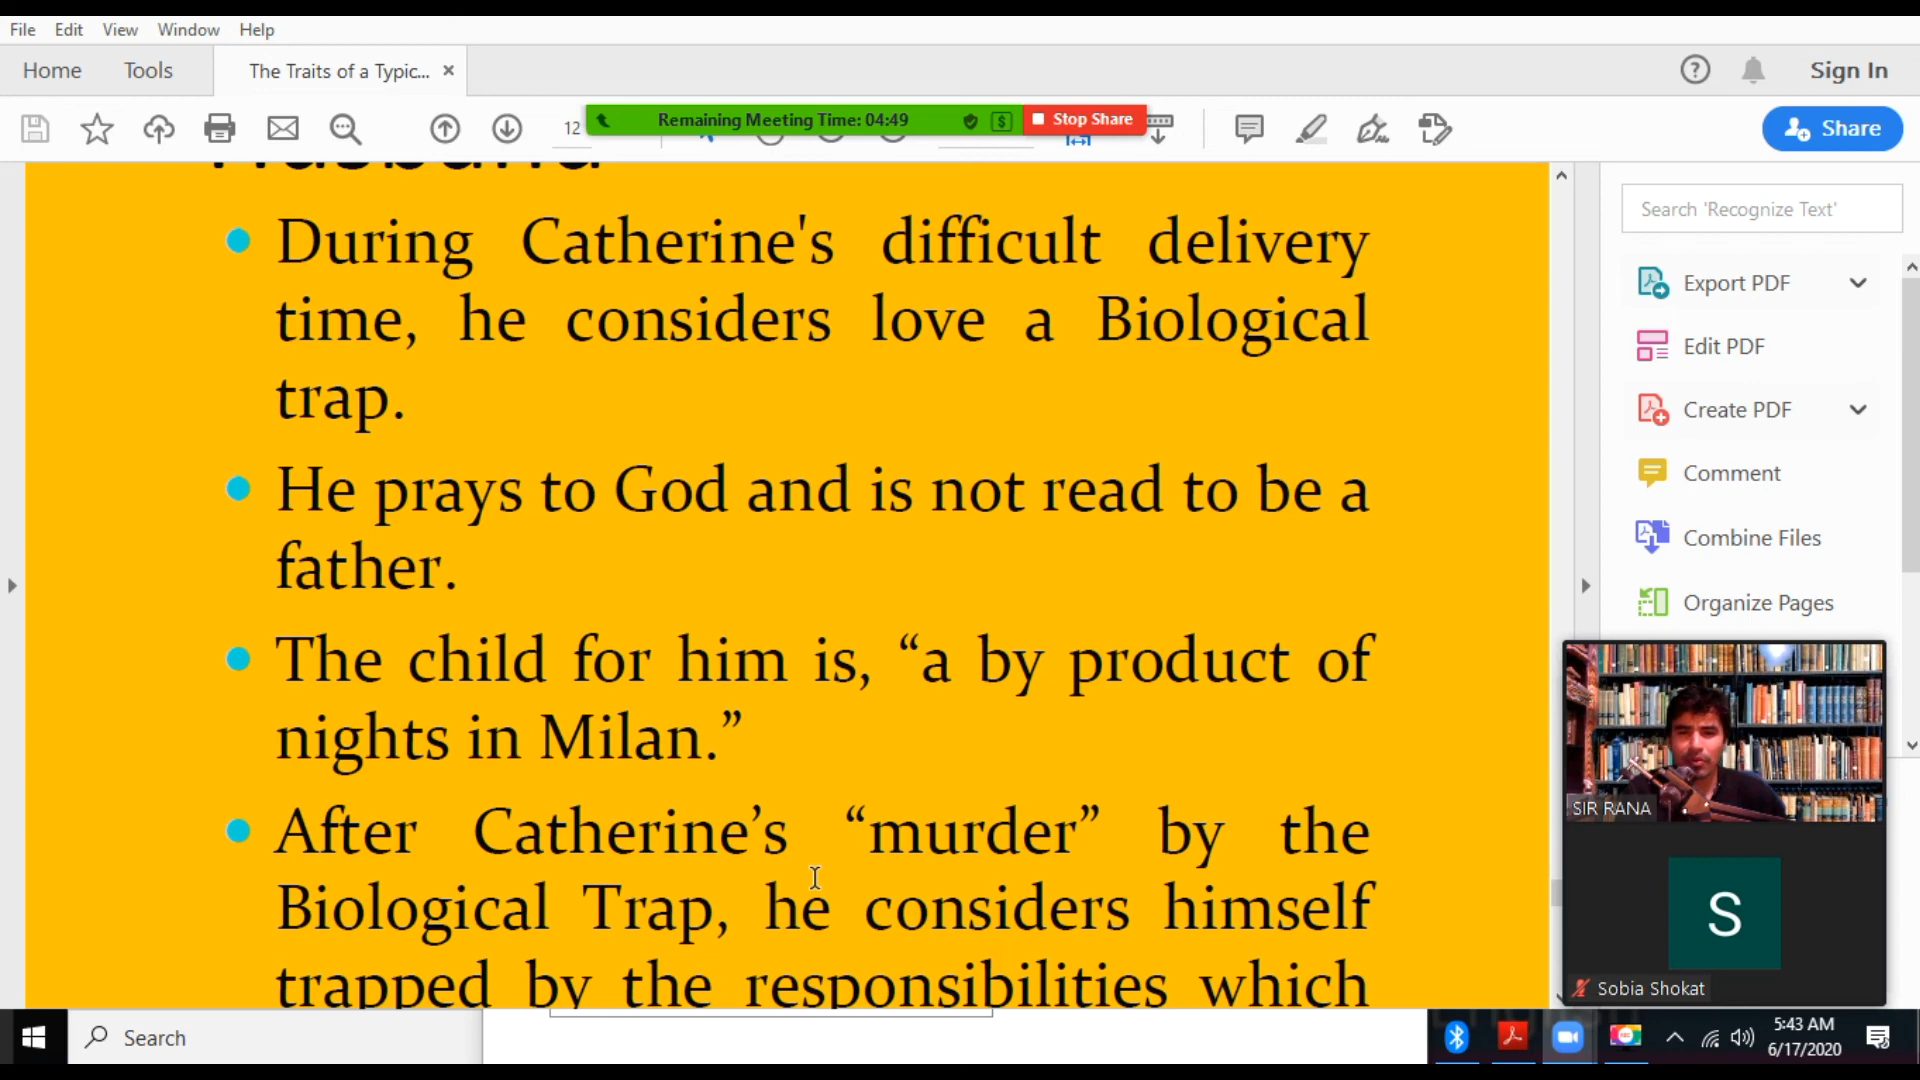 File Edit View Window Help
Home Tools The Traits of a Typic... × Sign In
12 Remaining Meeting Time: 04:49 Stop Share Share
Husband
During Catherine's difficult delivery
time, he considers love a Biological
trap.
He prays to God and is not read to be a
father.
The child for him is, “a by product of
nights in Milan.”
After Catherine’s “murder” by the
Biological Trap, he considers himself
trapped by the responsibilities which
Search 'Recognize Text'
Export PDF
Edit PDF
Create PDF
Comment
Combine Files
Organize Pages
SIR RANA
S
Sobia Shokat
Search
5:43 AM
6/17/2020